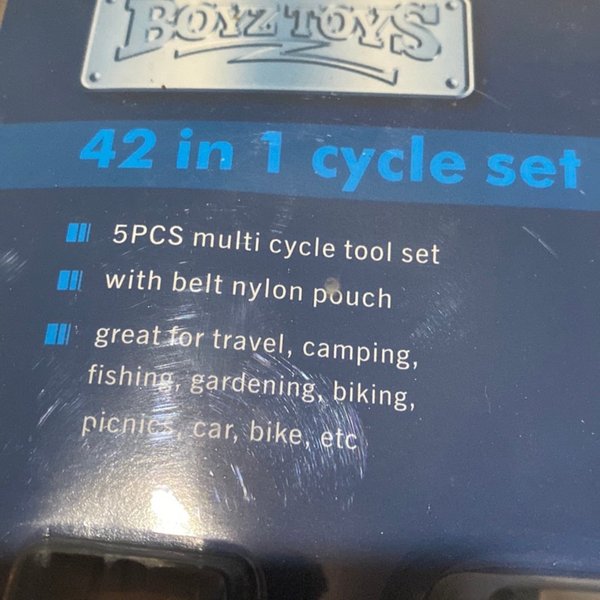 BOYZ TOYS
42 in 1 cycle set
5PCS multi cycle tool set
with belt nylon pouch
great for travel, camping,
fishing, gardening, biking,
picnics, car, bike, etc